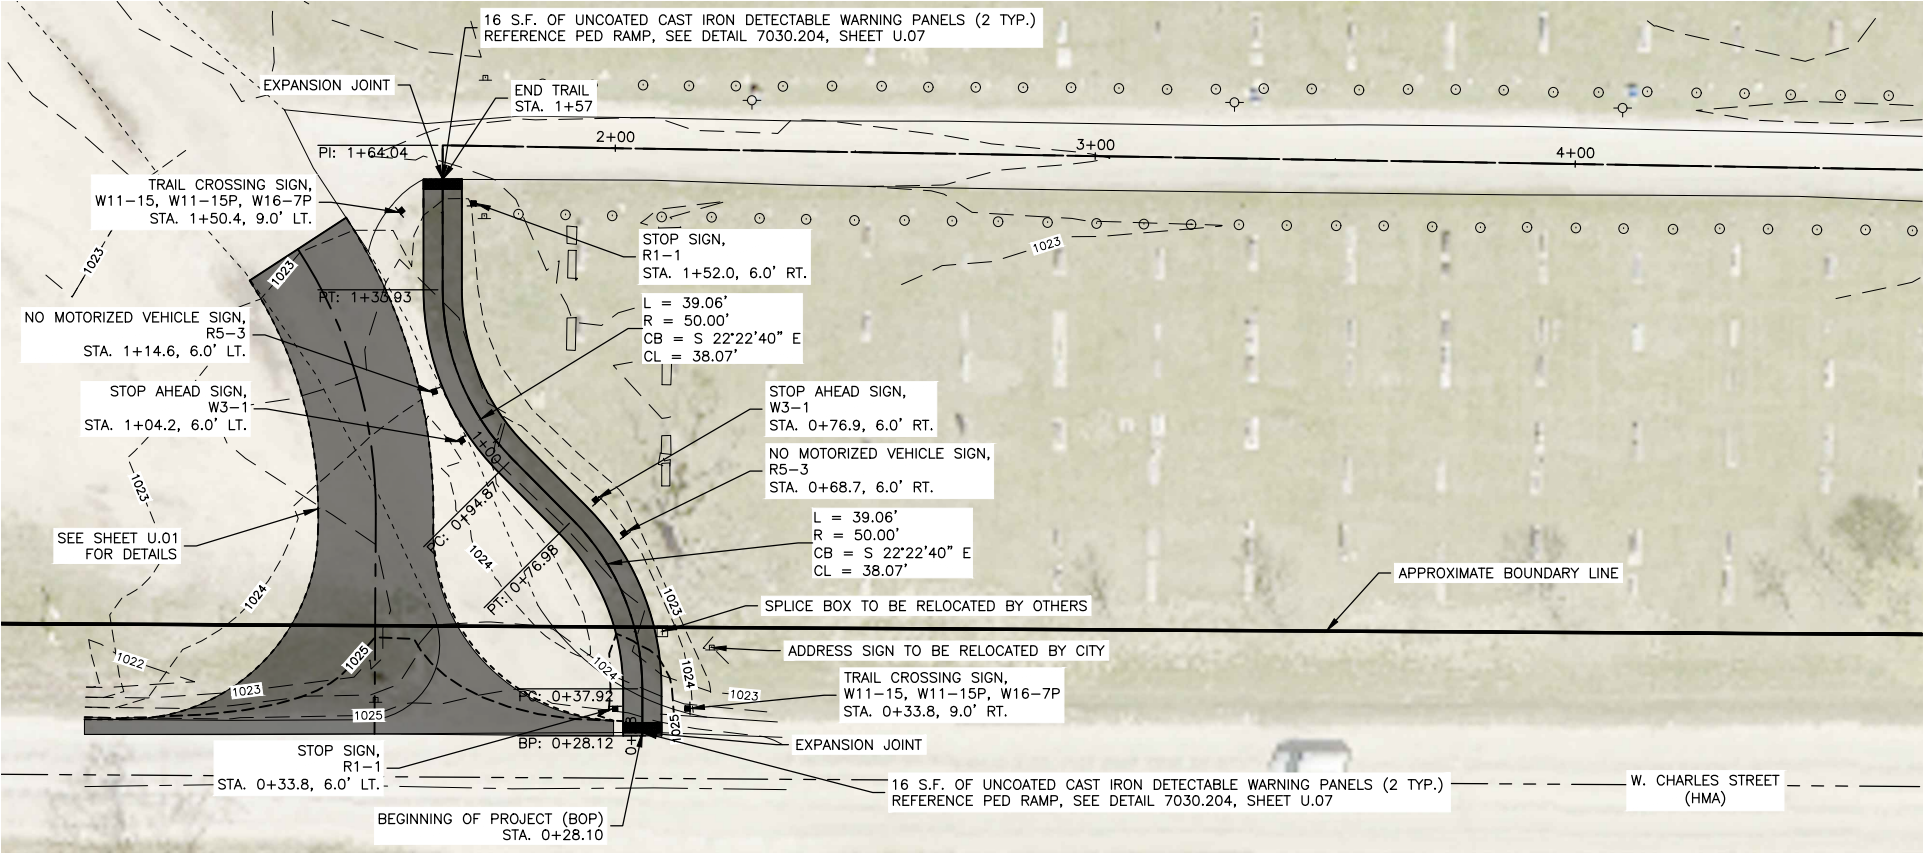 16 S.F. OF UNCOATED CAST IRON DETECTABLE WARNING PANELS (2 TYP.)
REFERENCE PED RAMP, SEE DETAIL 7030.204, SHEET U.07
EXPANSION JOINT
END TRAIL
STA. 1+57
2+00
3+00
4+00
PI: 1+64.04
TRAIL CROSSING SIGN,
W11-15, W11-15P, W16-7P
STA. 1+50.4, 9.0' LT.
STOP SIGN,
R1-1
STA. 1+52.0, 6.0' RT.
1023
1023
1023
PT: 1+33.93
L = 39.06'
R = 50.00'
CB = S 22°22'40" E
CL = 38.07'
NO MOTORIZED VEHICLE SIGN,
R5-3
STA. 1+14.6, 6.0' LT.
STOP AHEAD SIGN,
W3-1
STA. 1+04.2, 6.0' LT.
STOP AHEAD SIGN,
W3-1
STA. 0+76.9, 6.0' RT.
1+00
NO MOTORIZED VEHICLE SIGN,
R5-3
STA. 0+68.7, 6.0' RT.
1023
PC: 0+94.87
L = 39.06'
R = 50.00'
CB = S 22°22'40" E
CL = 38.07'
SEE SHEET U.01
FOR DETAILS
1024
PT: 0+76.98
APPROXIMATE BOUNDARY LINE
1024
1023
SPLICE BOX TO BE RELOCATED BY OTHERS
ADDRESS SIGN TO BE RELOCATED BY CITY
1022
1025
1024
1024
TRAIL CROSSING SIGN,
W11-15, W11-15P, W16-7P
STA. 0+33.8, 9.0' RT.
1023
PC: 0+37.92
1023
1025
1025
BP: 0+28.12
EXPANSION JOINT
STOP SIGN,
R1-1
STA. 0+33.8, 6.0' LT.
16 S.F. OF UNCOATED CAST IRON DETECTABLE WARNING PANELS (2 TYP.)
REFERENCE PED RAMP, SEE DETAIL 7030.204, SHEET U.07
W. CHARLES STREET
(HMA)
BEGINNING OF PROJECT (BOP)
STA. 0+28.10